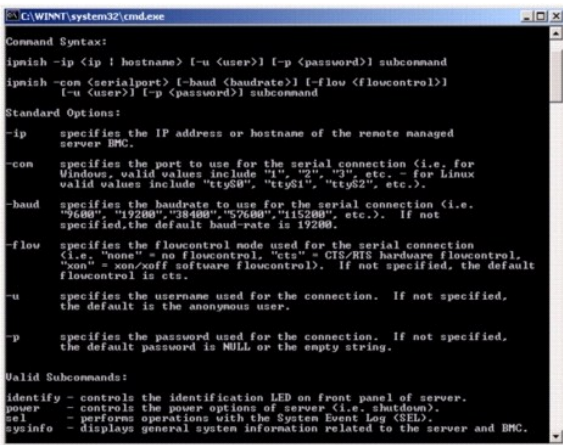 C:\WINNT\system32\cmd.exe
Command Syntax:
ipmish -ip <ip | hostname> [-u <user>] [-p <password>] subcommand
ipmish -com <serialport> [-baud <baudrate>] [-flow <flowcontrol>]
[-u <user>] [-p <password>] subcommand
Standard Options:
-ip specifies the IP address or hostname of the remote managed
server BMC.
-com specifies the port to use for the serial connection (i.e. for
Windows, valid values include "1", "2", "3", etc. - for Linux
valid values include "ttyS0", "ttyS1", "ttyS2", etc.).
-baud specifies the baudrate to use for the serial connection (i.e.
"9600", "19200","38400","57600","115200", etc.). If not
specified,the default baud-rate is 19200.
-flow specifies the flowcontrol mode used for the serial connection
(i.e. "none" = no flowcontrol, "cts" = CTS/RTS hardware flowcontrol,
"xon" = xon/xoff software flowcontrol). If not specified, the default
flowcontrol is cts.
-u specifies the username used for the connection. If not specified,
the default is the anonymous user.
-p specifies the password used for the connection. If not specified,
the default password is NULL or the empty string.
Valid Subcommands:
identify - controls the identification LED on front panel of server.
power - controls the power options of server (i.e. shutdown).
sel - performs operations with the System Event Log (SEL).
sysinfo - displays general system information related to the server and BMC.